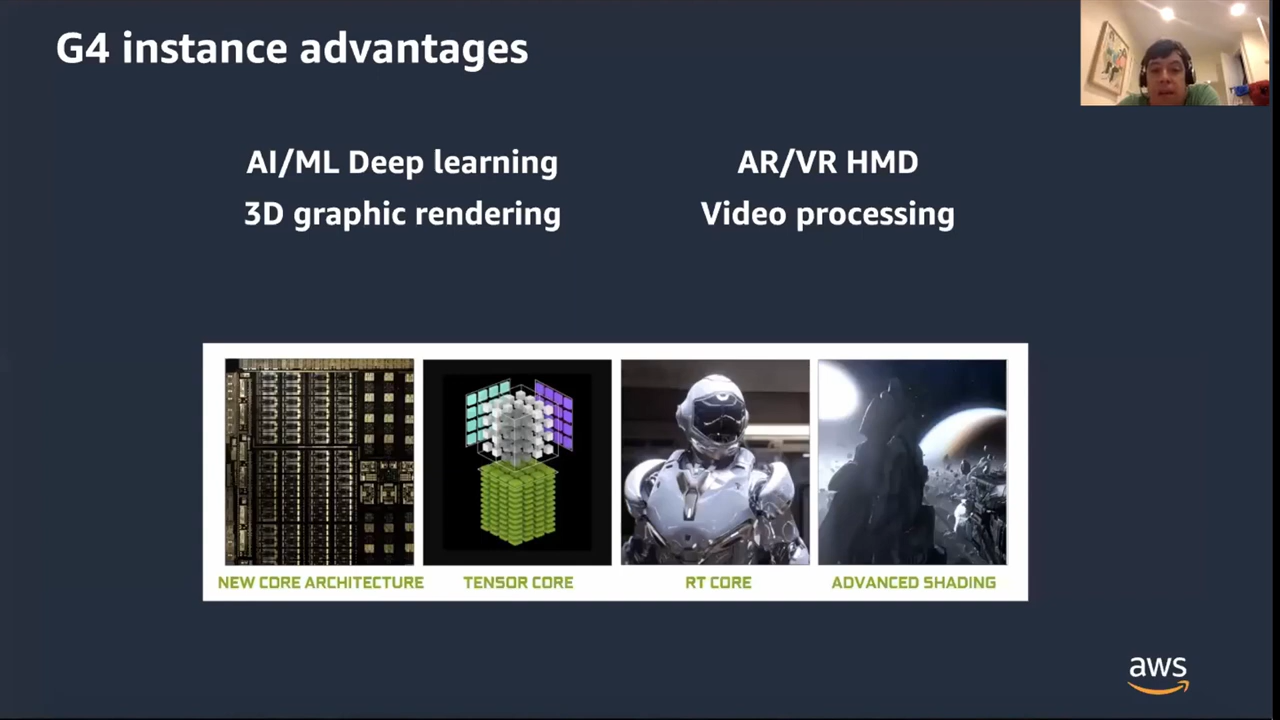 G4 instance advantages
AI/ML Deep learning
AR/VR HMD
3D graphic rendering
Video processing
NEW CORE ARCHITECTURE
TENSOR CORE
RT CORE
ADVANCED SHADING
aws